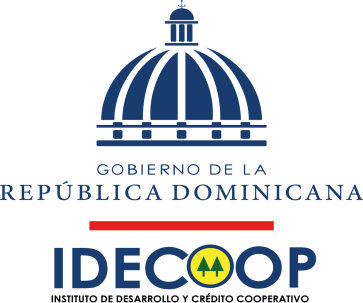 GOBIERNO DE LA
REPÚBLICA DOMINICANA
IDECOOP
INSTITUTO DE DESARROLLO Y CRÉDITO COOPERATIVO